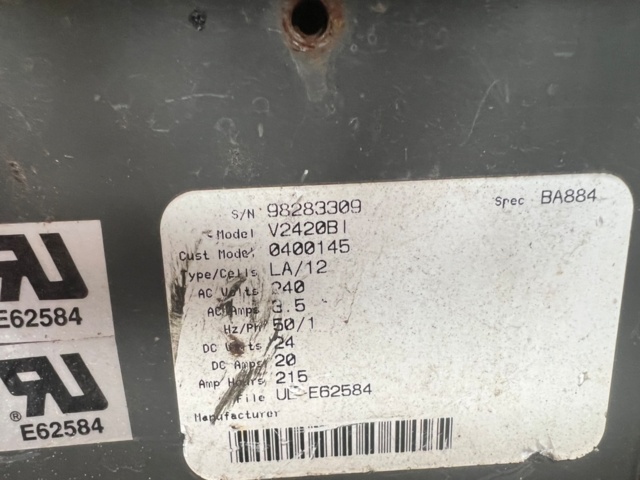 S/N 98283309 Spec BA884
Model V2420BI
Cust Model 0400145
Type/Cells LA/12
AC Volts 240
AC Amps 3.5
Hz/Ph 50/1
DC Volts 24
DC Amps 20
Amp Hours 215
File UL-E62584
Manufacturer
E62584
®
E62584